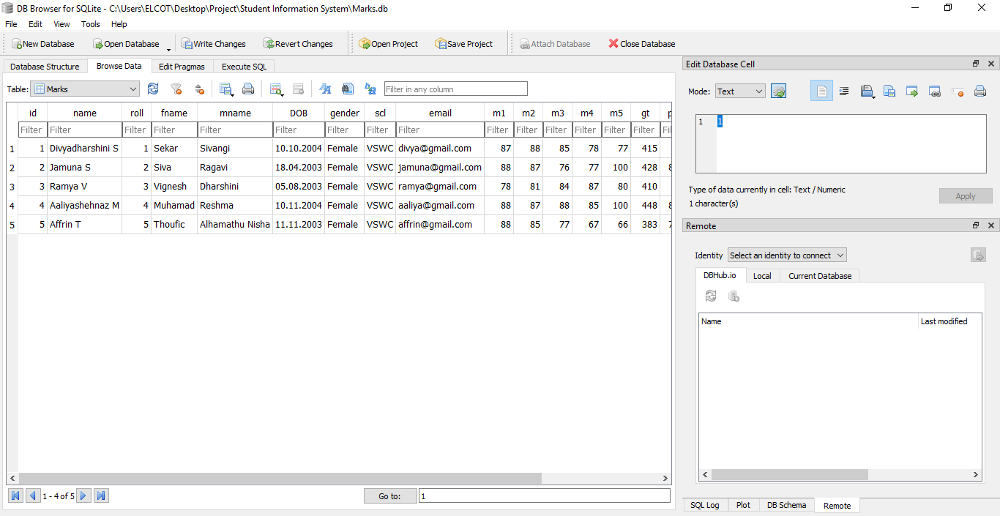 DB Browser for SQLite - C:\Users\ELCOT\Desktop\Project\Student Information System\Marks.db
File Edit View Tools Help
New Database Open Database Write Changes Revert Changes Open Project Save Project Attach Database Close Database
Database Structure Browse Data Edit Pragmas Execute SQL
Table: Marks Filter in any column
id name roll fname mname DOB gender scl email m1 m2 m3 m4 m5 gt
Filter Filter Filter Filter Filter Filter Filter Filter Filter Filter Filter Filter Filter Filter Filter
1 1 Divyadharshini S 1 Sekar Sivangi 10.10.2004 Female VSWC divya@gmail.com 87 88 85 78 77 415
2 2 Jamuna S 2 Siva Ragavi 18.04.2003 Female VSWC jamuna@gmail.com 88 87 76 77 100 428
3 3 Ramya V 3 Vignesh Dharshini 05.08.2003 Female VSWC ramya@gmail.com 78 81 84 87 80 410
4 4 Aaliyashehnaz M 4 Muhamad Reshma 10.11.2004 Female VSWC aaliya@gmail.com 88 87 88 85 100 448
5 5 Affrin T 5 Thoufic Alhamathu Nisha 11.11.2003 Female VSWC affrin@gmail.com 88 85 77 67 66 383
1 - 4 of 5 Go to: 1
Edit Database Cell
Mode: Text
1 1
Type of data currently in cell: Text / Numeric
1 character(s)
Apply
Remote
Identity Select an identity to connect
DBHub.io Local Current Database
Name Last modified
SQL Log Plot DB Schema Remote